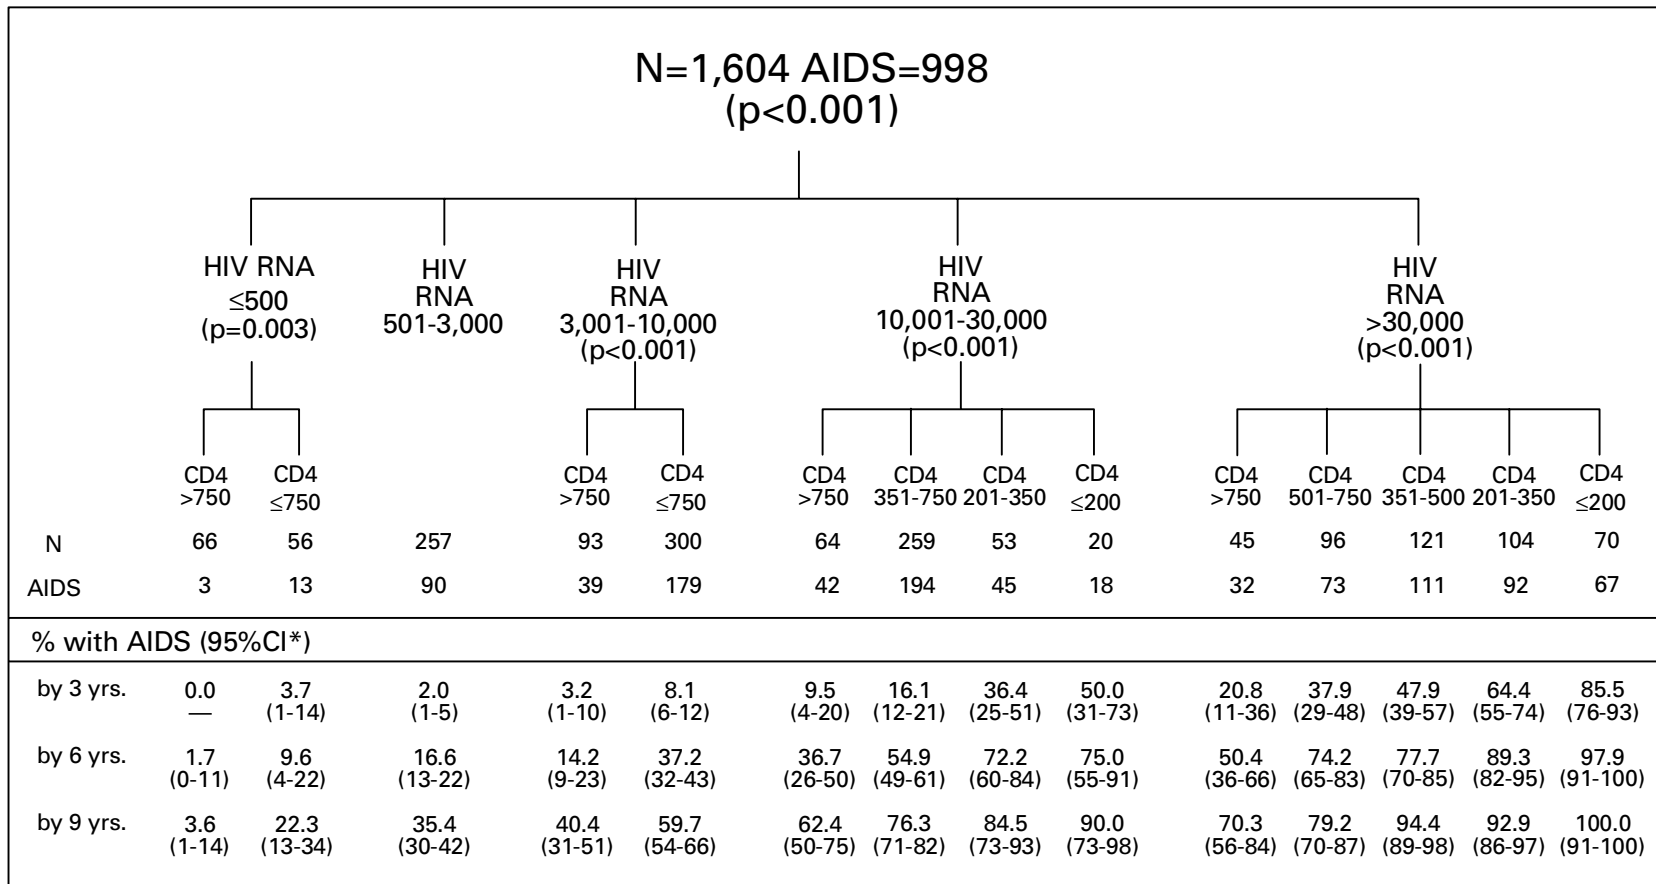 N=1,604 AIDS=998
(p<0.001)
HIV RNA
≤500
(p=0.003)
HIV
RNA
501-3,000
HIV
RNA
3,001-10,000
(p<0.001)
HIV
RNA
10,001-30,000
(p<0.001)
HIV
RNA
>30,000
(p<0.001)
CD4 CD4 CD4 CD4 CD4 CD4 CD4 CD4 CD4 CD4 CD4 CD4 CD4
>750 ≤750 >750 ≤750 >750 351-750 201-350 ≤200 >750 501-750 351-500 201-350 ≤200
N 66 56 257 93 300 64 259 53 20 45 96 121 104 70
AIDS 3 13 90 39 179 42 194 45 18 32 73 111 92 67
% with AIDS (95%CI*)
by 3 yrs. 0.0 3.7 2.0 3.2 8.1 9.5 16.1 36.4 50.0 20.8 37.9 47.9 64.4 85.5
— (1-14) (1-5) (1-10) (6-12) (4-20) (12-21) (25-51) (31-73) (11-36) (29-48) (39-57) (55-74) (76-93)
by 6 yrs. 1.7 9.6 16.6 14.2 37.2 36.7 54.9 72.2 75.0 50.4 74.2 77.7 89.3 97.9
(0-11) (4-22) (13-22) (9-23) (32-43) (26-50) (49-61) (60-84) (55-91) (36-66) (65-83) (70-85) (82-95) (91-100)
by 9 yrs. 3.6 22.3 35.4 40.4 59.7 62.4 76.3 84.5 90.0 70.3 79.2 94.4 92.9 100.0
(1-14) (13-34) (30-42) (31-51) (54-66) (50-75) (71-82) (73-93) (73-98) (56-84) (70-87) (89-98) (86-97) (91-100)